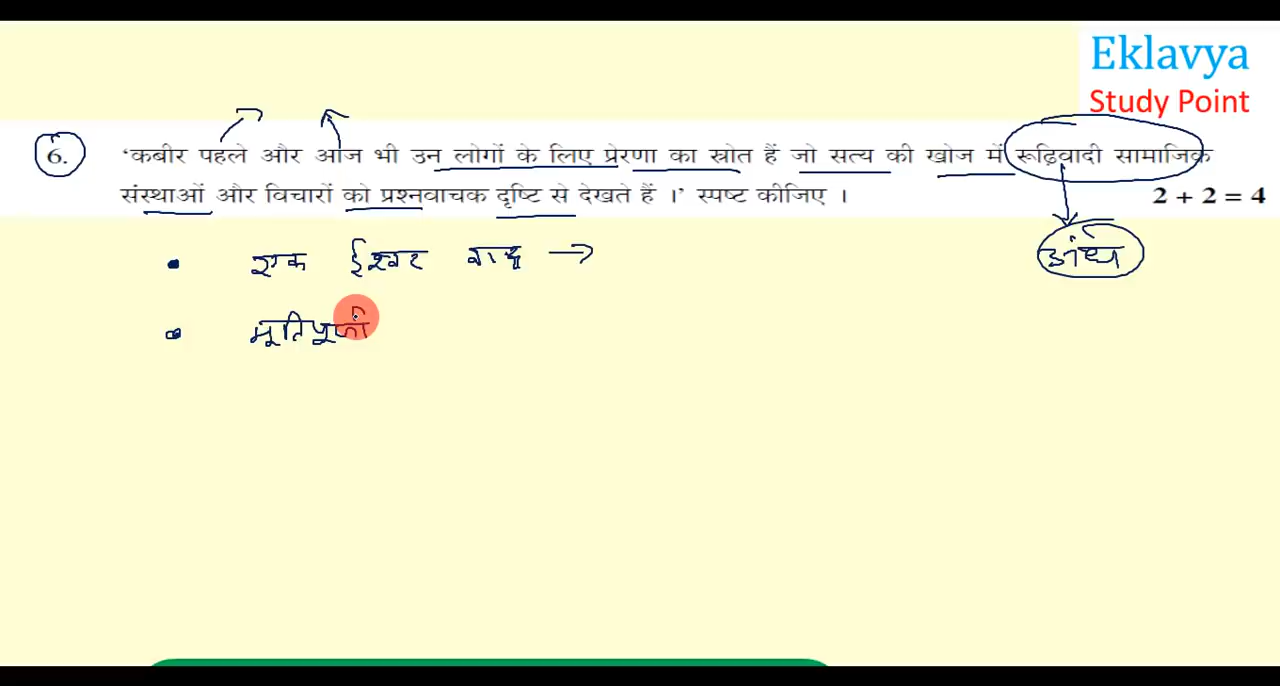 Eklavya
Study Point
6. 'कबीर पहले और आज भी उन लोगों के लिए प्रेरणा का स्रोत हैं जो सत्य की खोज में रूढ़िवादी सामाजिक
संस्थाओं और विचारों को प्रश्नवाचक दृष्टि से देखते हैं ।' स्पष्ट कीजिए । 2 + 2 = 4
• एक ईश्वर वाद → अंध
• मूर्तिपूजा